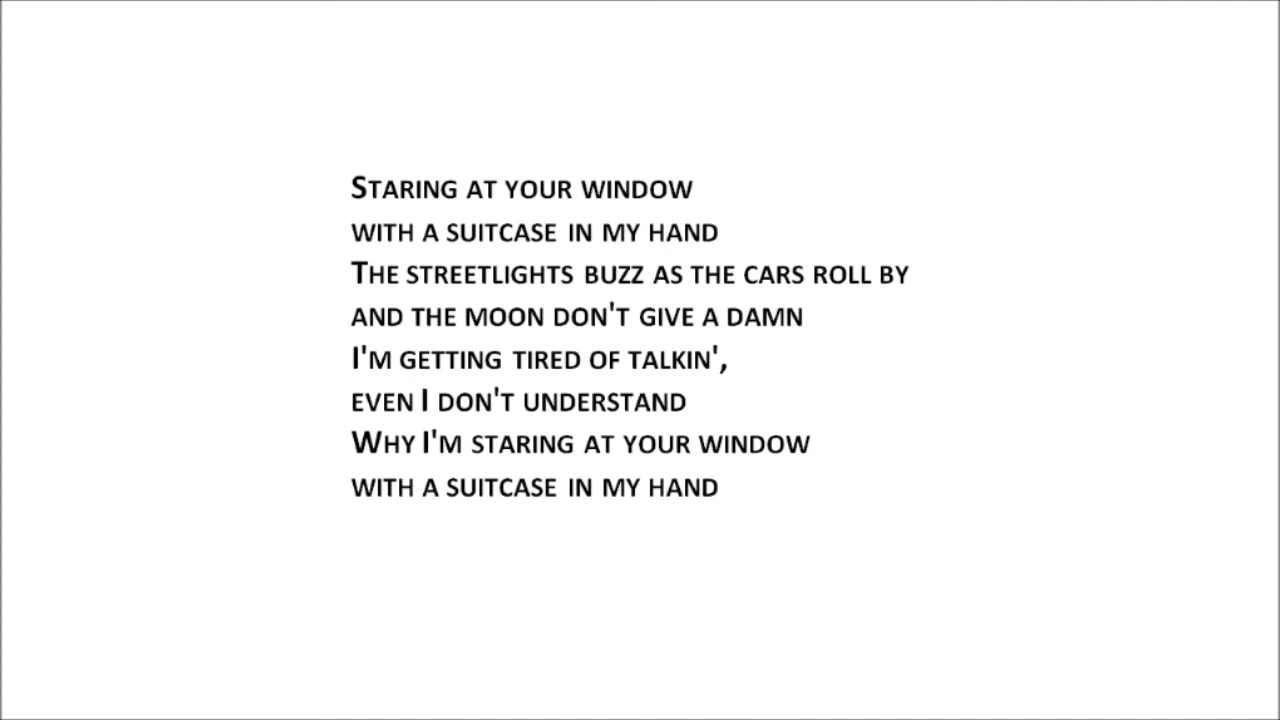 Staring at your window
with a suitcase in my hand
The streetlights buzz as the cars roll by
and the moon don't give a damn
I'm getting tired of talkin',
even I don't understand
Why I'm staring at your window
with a suitcase in my hand